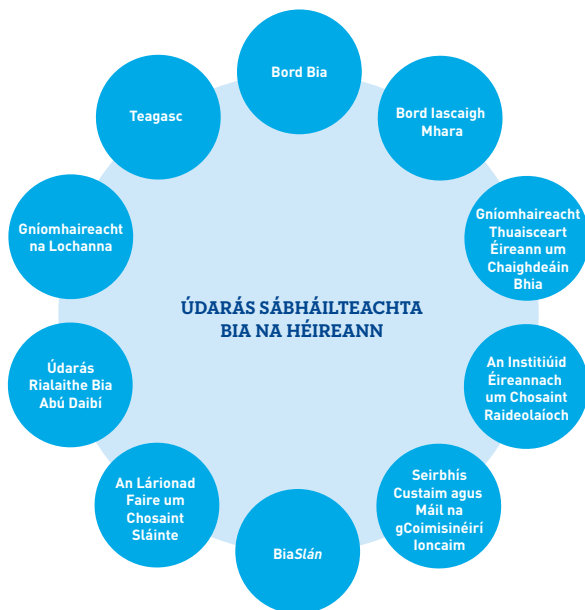 Bord Bia
Teagasc
Bord Iascaigh
Mhara
Gníomhaireacht
na Lochanna
Gníomhaireacht
Thuaisceart
Éireann um
Chaighdeáin
Bhia
ÚDARÁS SÁBHÁILTEACHTA
BIA NA HÉIREANN
Údarás
Rialaithe Bia
Abú Daibí
An Institiúid
Éireannach
um Chosaint
Raideolaíoch
An Lárionad
Faire um
Chosaint
Sláinte
Seirbhís
Custaim agus
Máil na
gCoimisinéirí
Ioncaim
BiaSlán